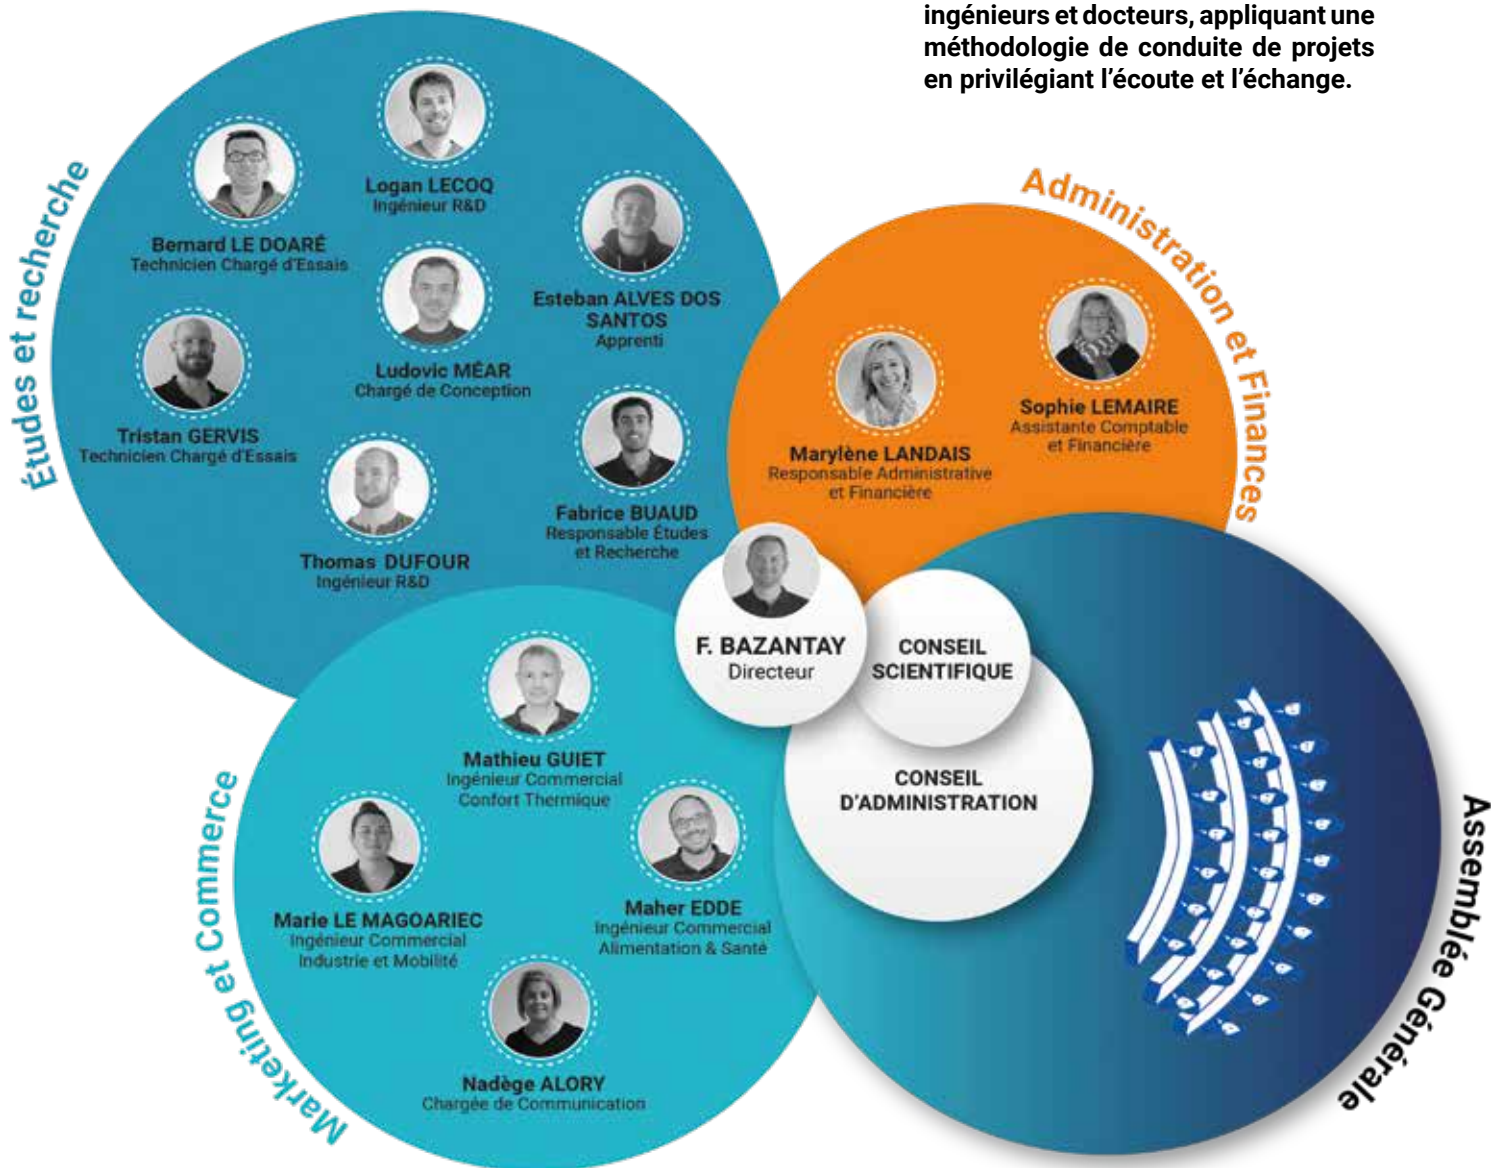 ingénieurs et docteurs, appliquant une
méthodologie de conduite de projets
en privilégiant l'écoute et l'échange.
Études et recherche
Logan LECOQ
Ingénieur R&D
Bernard LE DOARÉ
Technicien Chargé d'Essais
Esteban ALVES DOS
SANTOS
Apprenti
Ludovic MÉAR
Chargé de Conception
Tristan GERVIS
Technicien Chargé d'Essais
Fabrice BUAUD
Responsable Études
et Recherche
Thomas DUFOUR
Ingénieur R&D
Administration et Finances
Sophie LEMAIRE
Assistante Comptable
et Financière
Marylène LANDAIS
Responsable Administrative
et Financière
F. BAZANTAY
Directeur
CONSEIL
SCIENTIFIQUE
CONSEIL
D'ADMINISTRATION
Assemblée Générale
Marketing et Commerce
Mathieu GUIET
Ingénieur Commercial
Confort Thermique
Marie LE MAGOARIEC
Ingénieur Commercial
Industrie et Mobilité
Maher EDDE
Ingénieur Commercial
Alimentation & Santé
Nadège ALORY
Chargée de Communication